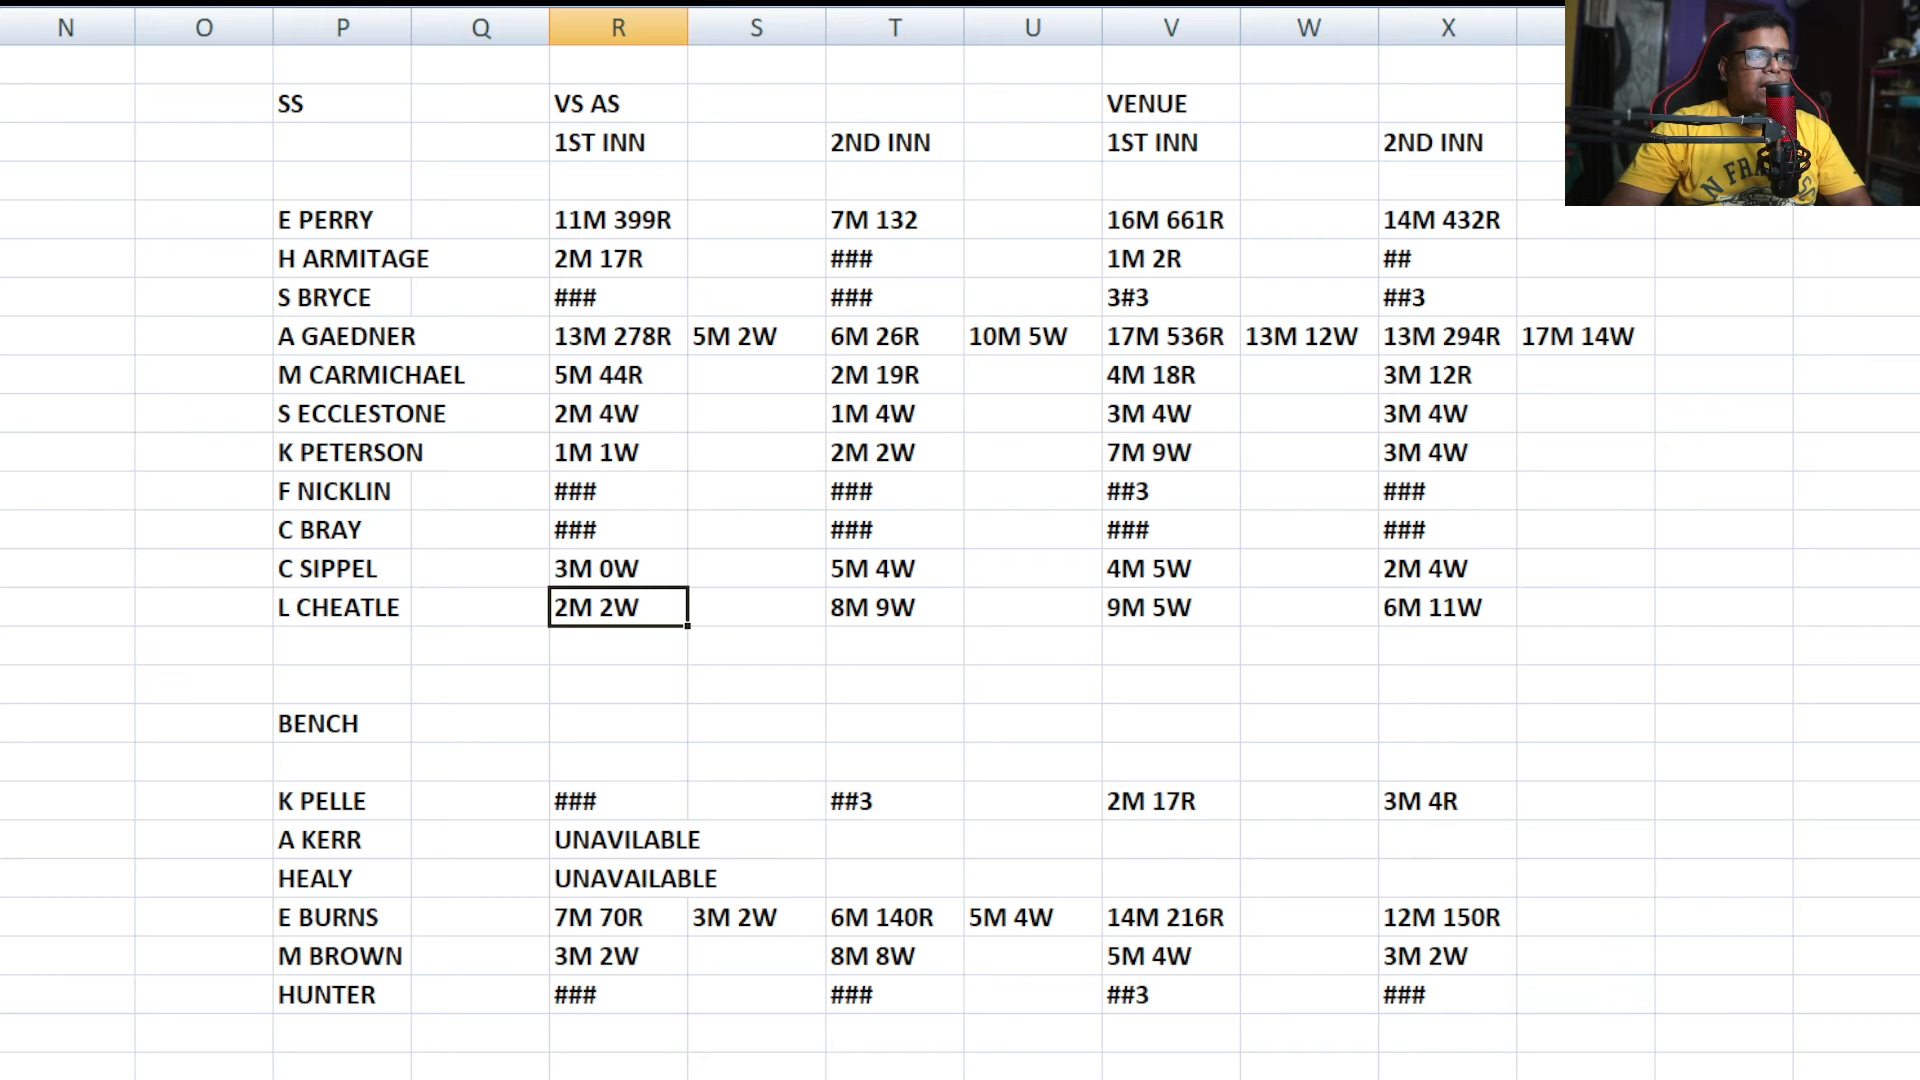 N O P Q R S T U V W X
SS VS AS VENUE
1ST INN 2ND INN 1ST INN 2ND INN
E PERRY 11M 399R 7M 132 16M 661R 14M 432R
H ARMITAGE 2M 17R ### 1M 2R ##
S BRYCE ### ### 3#3 ##3
A GAEDNER 13M 278R 5M 2W 6M 26R 10M 5W 17M 536R 13M 12W 13M 294R 17M 14W
M CARMICHAEL 5M 44R 2M 19R 4M 18R 3M 12R
S ECCLESTONE 2M 4W 1M 4W 3M 4W 3M 4W
K PETERSON 1M 1W 2M 2W 7M 9W 3M 4W
F NICKLIN ### ### ##3 ###
C BRAY ### ### ### ###
C SIPPEL 3M 0W 5M 4W 4M 5W 2M 4W
L CHEATLE 2M 2W 8M 9W 9M 5W 6M 11W
BENCH
K PELLE ### ##3 2M 17R 3M 4R
A KERR UNAVILABLE
HEALY UNAVAILABLE
E BURNS 7M 70R 3M 2W 6M 140R 5M 4W 14M 216R 12M 150R
M BROWN 3M 2W 8M 8W 5M 4W 3M 2W
HUNTER ### ### ##3 ###